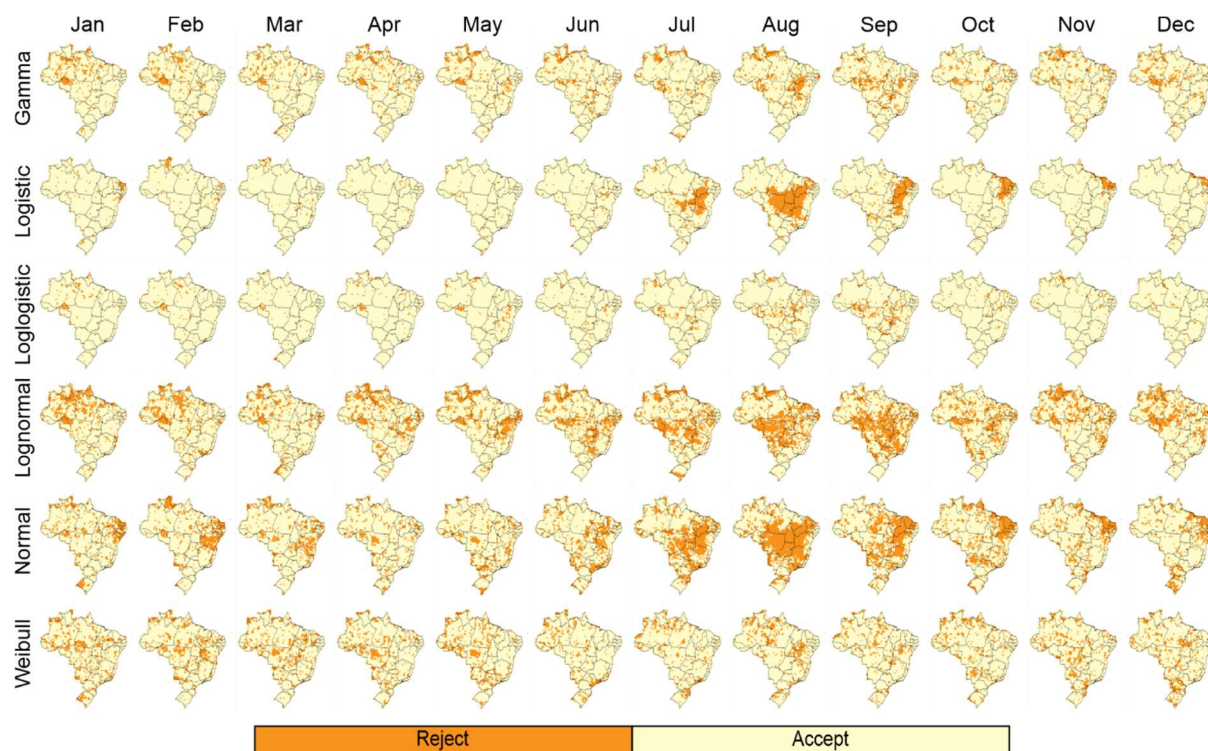 Jan Feb Mar Apr May Jun Jul Aug Sep Oct Nov Dec
Gamma
Logistic
Loglogistic
Lognormal
Normal
Weibull
Reject Accept